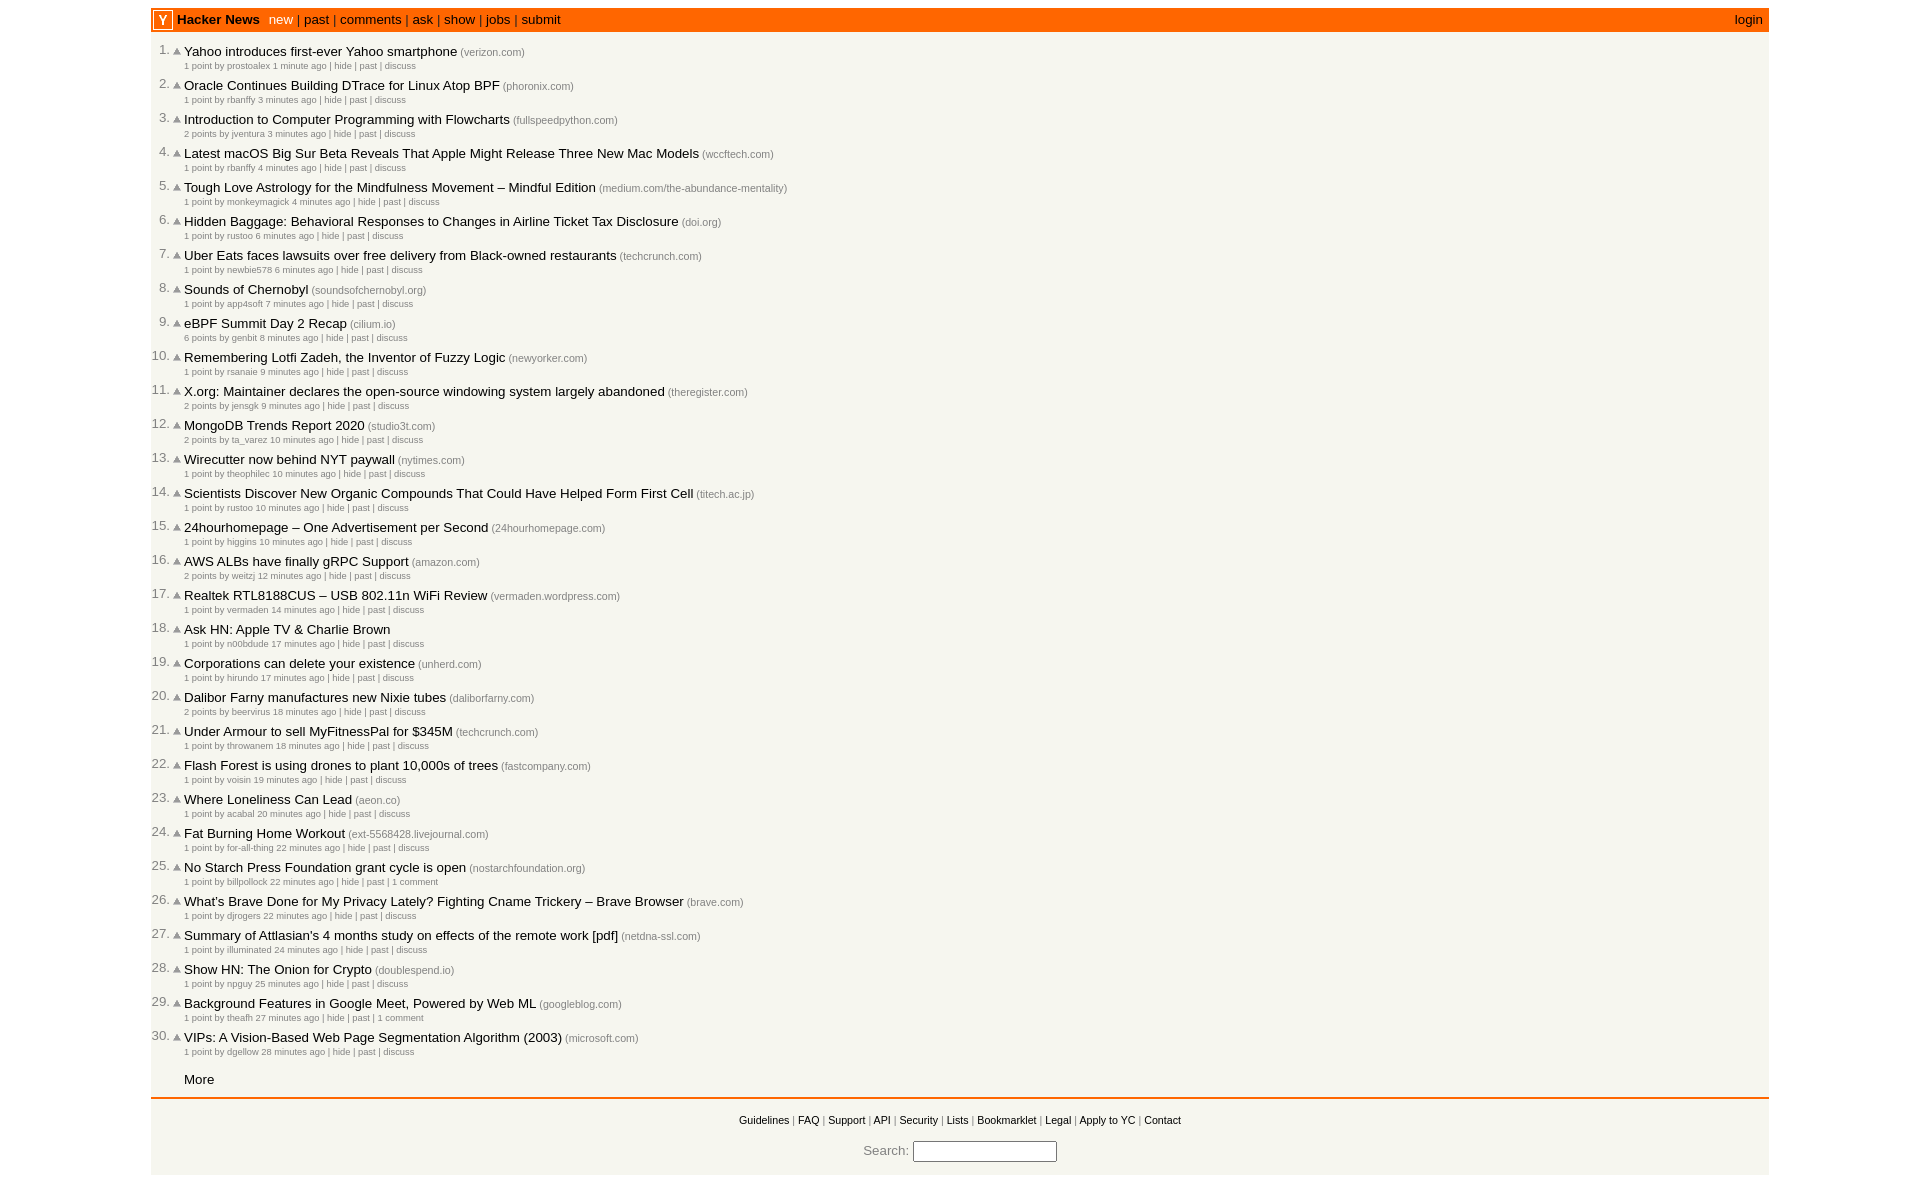 Y Hacker News new | past | comments | ask | show | jobs | submit login
1. Yahoo introduces first-ever Yahoo smartphone (verizon.com)
1 point by prostoalex 1 minute ago | hide | past | discuss
2. Oracle Continues Building DTrace for Linux Atop BPF (phoronix.com)
1 point by rbanffy 3 minutes ago | hide | past | discuss
3. Introduction to Computer Programming with Flowcharts (fullspeedpython.com)
2 points by jventura 3 minutes ago | hide | past | discuss
4. Latest macOS Big Sur Beta Reveals That Apple Might Release Three New Mac Models (wccftech.com)
1 point by rbanffy 4 minutes ago | hide | past | discuss
5. Tough Love Astrology for the Mindfulness Movement – Mindful Edition (medium.com/the-abundance-mentality)
1 point by monkeymagick 4 minutes ago | hide | past | discuss
6. Hidden Baggage: Behavioral Responses to Changes in Airline Ticket Tax Disclosure (doi.org)
1 point by rustoo 6 minutes ago | hide | past | discuss
7. Uber Eats faces lawsuits over free delivery from Black-owned restaurants (techcrunch.com)
1 point by newbie578 6 minutes ago | hide | past | discuss
8. Sounds of Chernobyl (soundsofchernobyl.org)
1 point by app4soft 7 minutes ago | hide | past | discuss
9. eBPF Summit Day 2 Recap (cilium.io)
6 points by genbit 8 minutes ago | hide | past | discuss
10. Remembering Lotfi Zadeh, the Inventor of Fuzzy Logic (newyorker.com)
1 point by rsanaie 9 minutes ago | hide | past | discuss
11. X.org: Maintainer declares the open-source windowing system largely abandoned (theregister.com)
2 points by jensgk 9 minutes ago | hide | past | discuss
12. MongoDB Trends Report 2020 (studio3t.com)
2 points by ta_varez 10 minutes ago | hide | past | discuss
13. Wirecutter now behind NYT paywall (nytimes.com)
1 point by theophilec 10 minutes ago | hide | past | discuss
14. Scientists Discover New Organic Compounds That Could Have Helped Form First Cell (titech.ac.jp)
1 point by rustoo 10 minutes ago | hide | past | discuss
15. 24hourhomepage – One Advertisement per Second (24hourhomepage.com)
1 point by higgins 10 minutes ago | hide | past | discuss
16. AWS ALBs have finally gRPC Support (amazon.com)
2 points by weitzj 12 minutes ago | hide | past | discuss
17. Realtek RTL8188CUS – USB 802.11n WiFi Review (vermaden.wordpress.com)
1 point by vermaden 14 minutes ago | hide | past | discuss
18. Ask HN: Apple TV & Charlie Brown
1 point by n00bdude 17 minutes ago | hide | past | discuss
19. Corporations can delete your existence (unherd.com)
1 point by hirundo 17 minutes ago | hide | past | discuss
20. Dalibor Farny manufactures new Nixie tubes (daliborfarny.com)
2 points by beervirus 18 minutes ago | hide | past | discuss
21. Under Armour to sell MyFitnessPal for $345M (techcrunch.com)
1 point by throwanem 18 minutes ago | hide | past | discuss
22. Flash Forest is using drones to plant 10,000s of trees (fastcompany.com)
1 point by voisin 19 minutes ago | hide | past | discuss
23. Where Loneliness Can Lead (aeon.co)
1 point by acabal 20 minutes ago | hide | past | discuss
24. Fat Burning Home Workout (ext-5568428.livejournal.com)
1 point by for-all-thing 22 minutes ago | hide | past | discuss
25. No Starch Press Foundation grant cycle is open (nostarchfoundation.org)
1 point by billpollock 22 minutes ago | hide | past | 1 comment
26. What's Brave Done for My Privacy Lately? Fighting Cname Trickery – Brave Browser (brave.com)
1 point by djrogers 22 minutes ago | hide | past | discuss
27. Summary of Attlasian's 4 months study on effects of the remote work [pdf] (netdna-ssl.com)
1 point by illuminated 24 minutes ago | hide | past | discuss
28. Show HN: The Onion for Crypto (doublespend.io)
1 point by npguy 25 minutes ago | hide | past | discuss
29. Background Features in Google Meet, Powered by Web ML (googleblog.com)
1 point by theafh 27 minutes ago | hide | past | 1 comment
30. VIPs: A Vision-Based Web Page Segmentation Algorithm (2003) (microsoft.com)
1 point by dgellow 28 minutes ago | hide | past | discuss
More
Guidelines | FAQ | Support | API | Security | Lists | Bookmarklet | Legal | Apply to YC | Contact
Search: